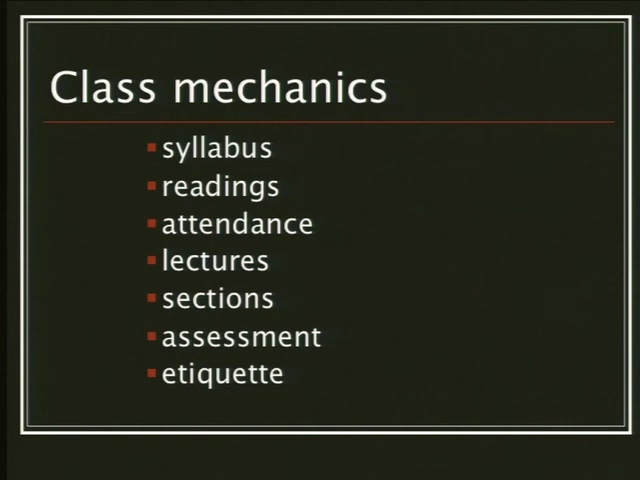 Class mechanics
syllabus
readings
attendance
lectures
sections
assessment
etiquette